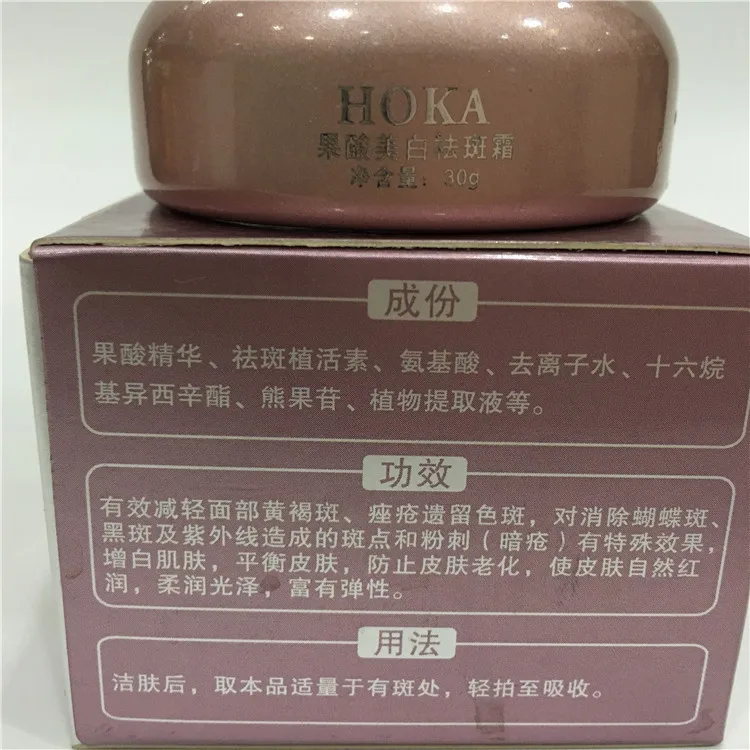 HOKA
果酸美白祛斑霜
净含量：30g
成份
果酸精华、祛斑植活素、氨基酸、去离子水、十六烷
基异西辛酯、熊果苷、植物提取液等。
功效
有效减轻面部黄褐斑、痤疮遗留色斑，对消除蝴蝶斑、
黑斑及紫外线造成的斑点和粉刺（暗疮）有特殊效果，
增白肌肤，平衡皮肤，防止皮肤老化，使皮肤自然红
润，柔润光泽，富有弹性。
用法
洁肤后，取本品适量于有斑处，轻拍至吸收。